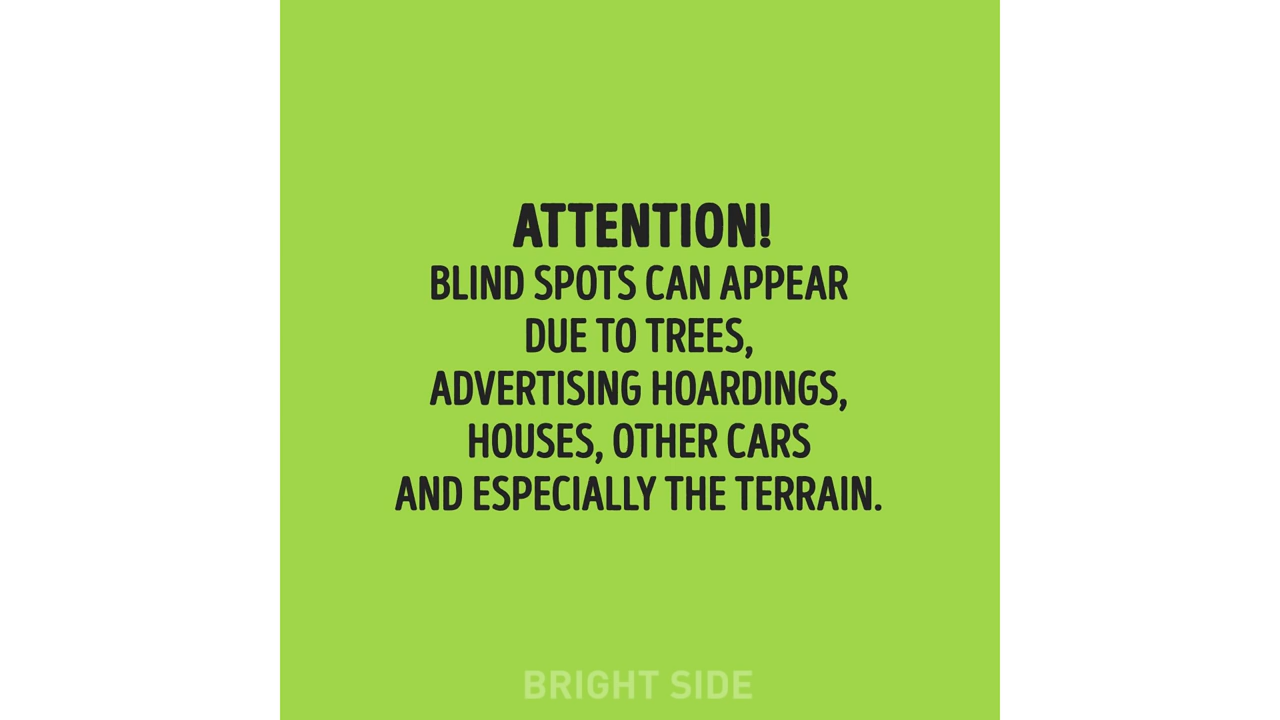 ATTENTION!
BLIND SPOTS CAN APPEAR
DUE TO TREES,
ADVERTISING HOARDINGS,
HOUSES, OTHER CARS
AND ESPECIALLY THE TERRAIN.
BRIGHT SIDE